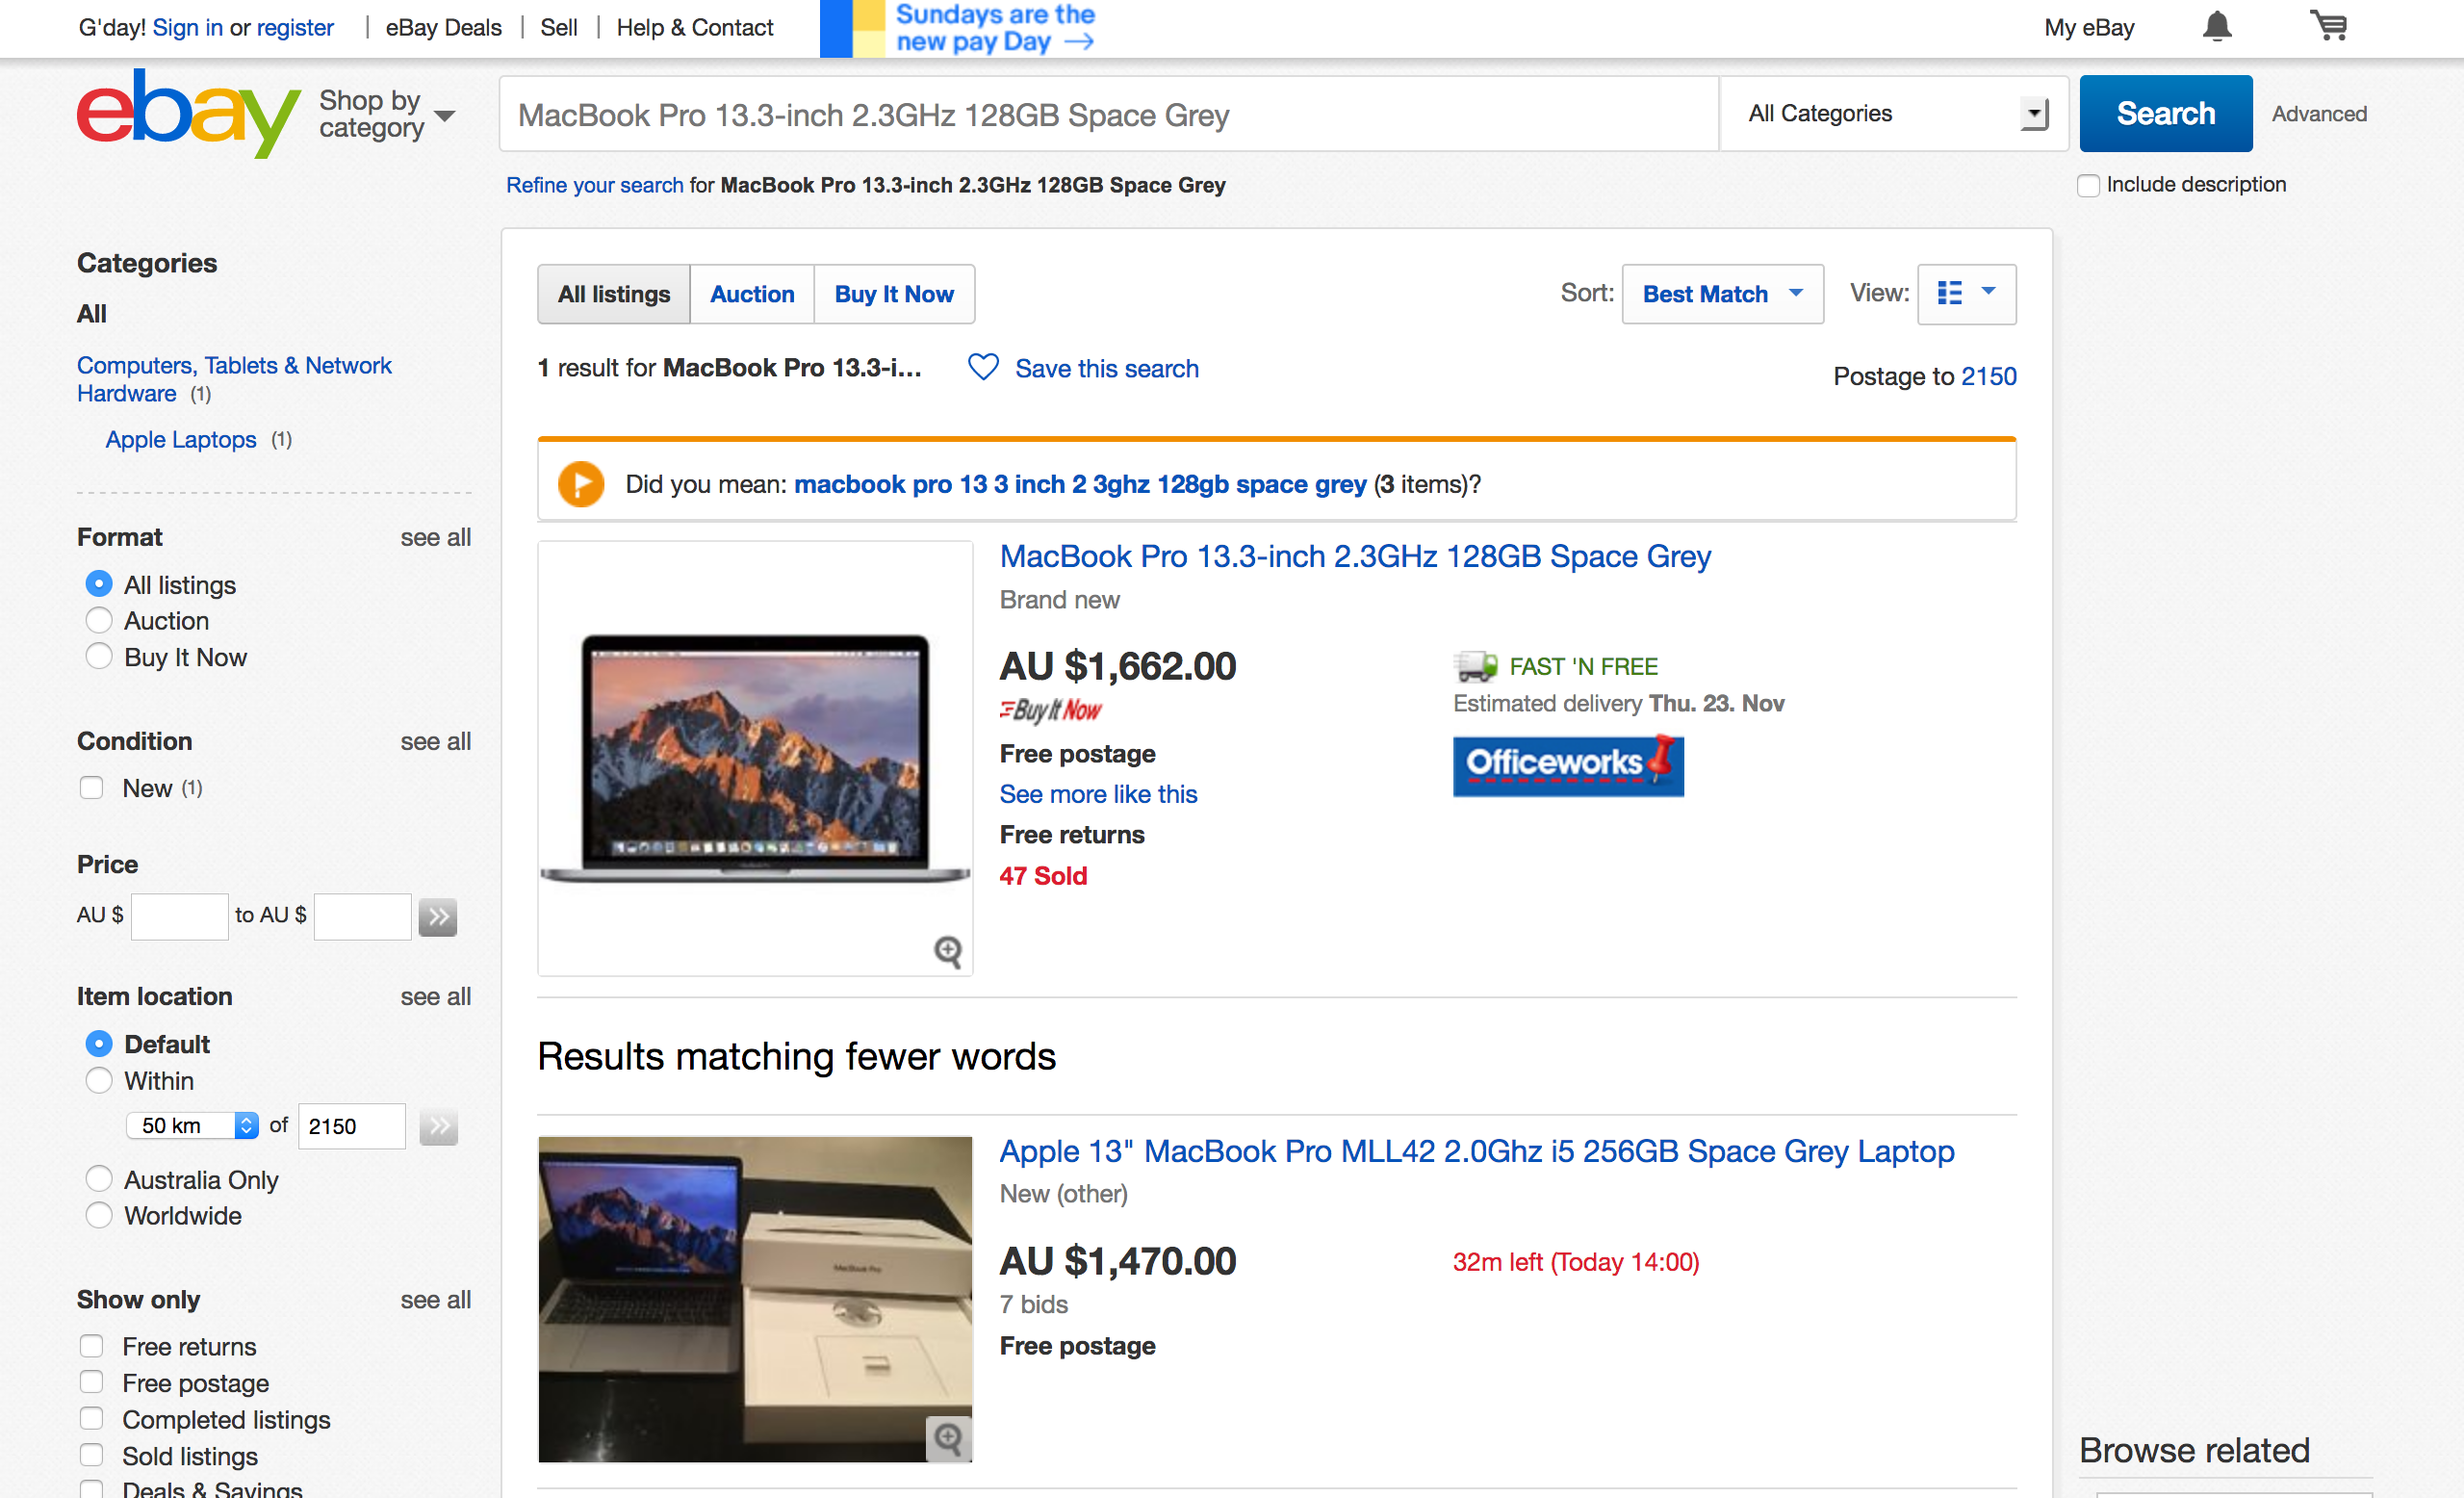 G'day! Sign in or register | eBay Deals | Sell | Help & Contact
Sundays are the
new pay Day →
My eBay
ebay
Shop by
category
MacBook Pro 13.3-inch 2.3GHz 128GB Space Grey
All Categories
Search
Advanced
Refine your search for MacBook Pro 13.3-inch 2.3GHz 128GB Space Grey
Include description
Categories
All
Computers, Tablets & Network
Hardware (1)
Apple Laptops (1)
Format see all
All listings
Auction
Buy It Now
Condition see all
New (1)
Price
AU $ to AU $
Item location see all
Default
Within
50 km of 2150
Australia Only
Worldwide
Show only see all
Free returns
Free postage
Completed listings
Sold listings
Deals & Savings
All listings Auction Buy It Now
Sort: Best Match View:
1 result for MacBook Pro 13.3-i... Save this search
Postage to 2150
Did you mean: macbook pro 13 3 inch 2 3ghz 128gb space grey (3 items)?
MacBook Pro 13.3-inch 2.3GHz 128GB Space Grey
Brand new
AU $1,662.00
Buy It Now
Free postage
See more like this
Free returns
47 Sold
FAST 'N FREE
Estimated delivery Thu. 23. Nov
Officeworks
Results matching fewer words
Apple 13" MacBook Pro MLL42 2.0Ghz i5 256GB Space Grey Laptop
New (other)
AU $1,470.00
7 bids
Free postage
32m left (Today 14:00)
MacBook Pro
Browse related